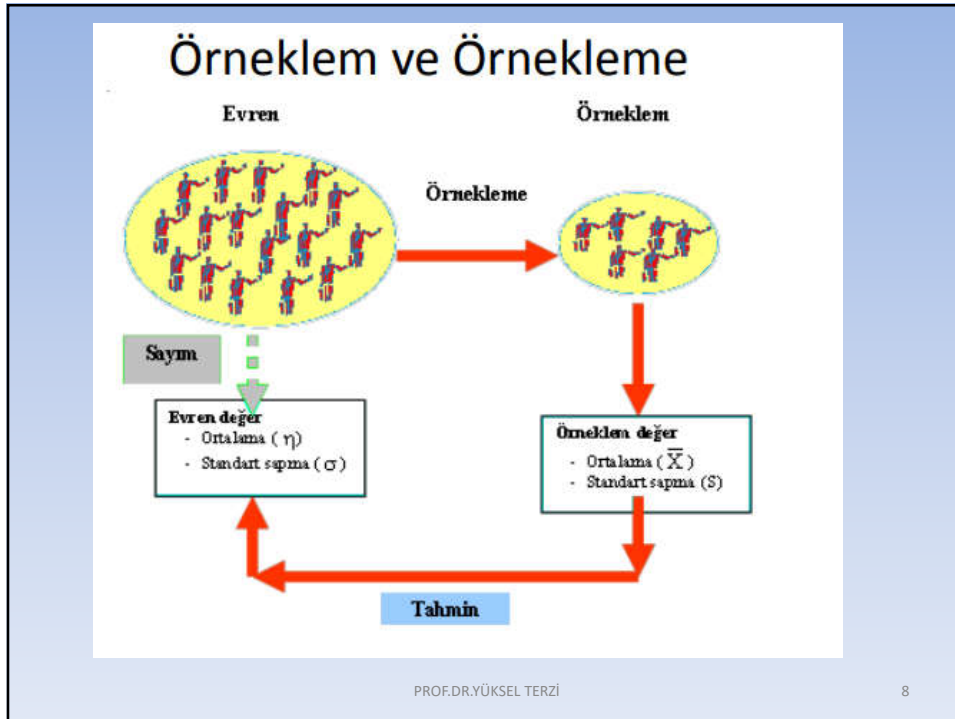 Örneklem ve Örnekleme
Evren
Örneklem
Örnekleme
Sayım
Evren değer
- Ortalama ( η)
- Standart sapma ( σ )
Örneklem değer
- Ortalama ( X̅ )
- Standart sapma (S)
Tahmin
PROF.DR.YÜKSEL TERZİ
8